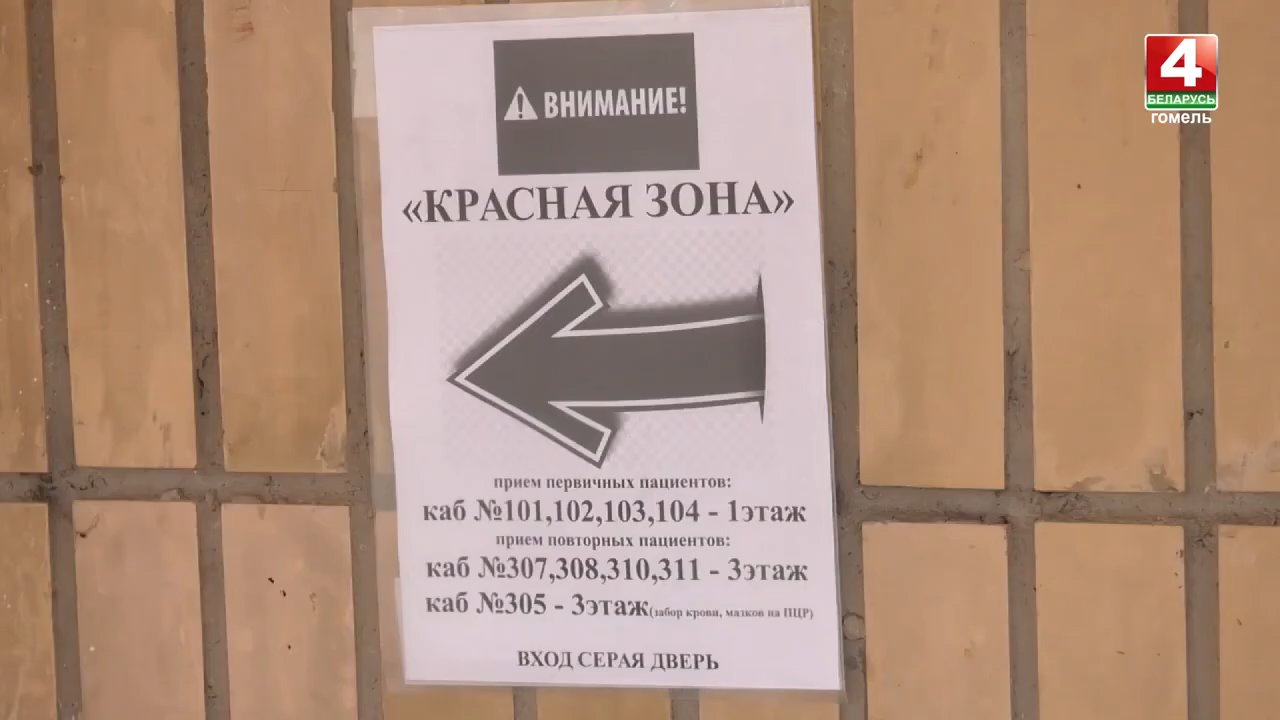 ВНИМАНИЕ!
«КРАСНАЯ ЗОНА»
прием первичных пациентов:
каб №101,102,103,104 - 1этаж
прием повторных пациентов:
каб №307,308,310,311 - 3этаж
каб №305 - 3этаж(забор крови, мазков на ПЦР)
ВХОД СЕРАЯ ДВЕРЬ
4
БЕЛАРУСЬ
гомель